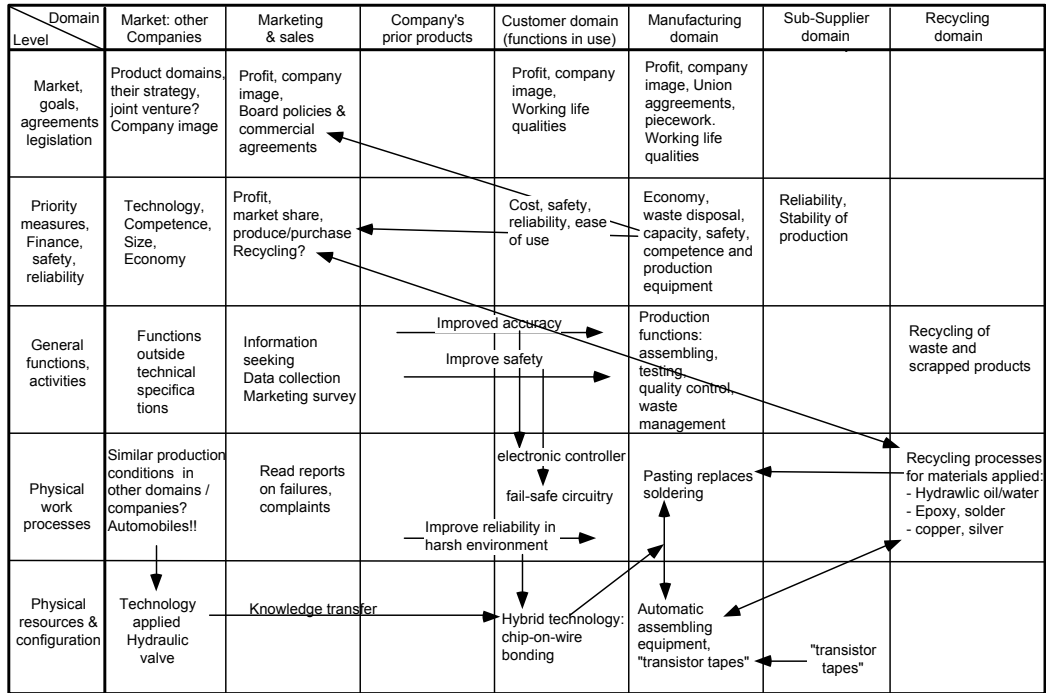 Domain
Level
Market: other
Companies
Marketing
& sales
Company's
prior products
Customer domain
(functions in use)
Manufacturing
domain
Sub-Supplier
domain
Recycling
domain
Market,
goals,
agreements
legislation
Product domains,
their strategy,
joint venture?
Company image
Profit, company
image,
Board policies &
commercial
agreements
Profit, company
image,
Working life
qualities
Profit, company
image, Union
aggreements,
piecework.
Working life
qualities
Priority
measures,
Finance,
safety,
reliability
Technology,
Competence,
Size,
Economy
Profit,
market share,
produce/purchase
Recycling?
Cost, safety,
reliability, ease
of use
Economy,
waste disposal,
capacity, safety,
competence and
production
equipment
Reliability,
Stability of
production
General
functions,
activities
Functions
outside
technical
specifica
tions
Information
seeking
Data collection
Marketing survey
Improved accuracy
Improve safety
Production
functions:
assembling,
testing,
quality control,
waste
management
Recycling of
waste and
scrapped products
Physical
work
processes
Similar production
conditions in
other domains /
companies?
Automobiles!!
Read reports
on failures,
complaints
electronic controller
fail-safe circuitry
Improve reliability in
harsh environment
Pasting replaces
soldering
Recycling processes
for materials applied:
- Hydrawlic oil/water
- Epoxy, solder
- copper, silver
Physical
resources &
configuration
Technology
applied
Hydraulic
valve
Knowledge transfer
Hybrid technology:
chip-on-wire
bonding
Automatic
assembling
equipment,
"transistor tapes"
"transistor
tapes"